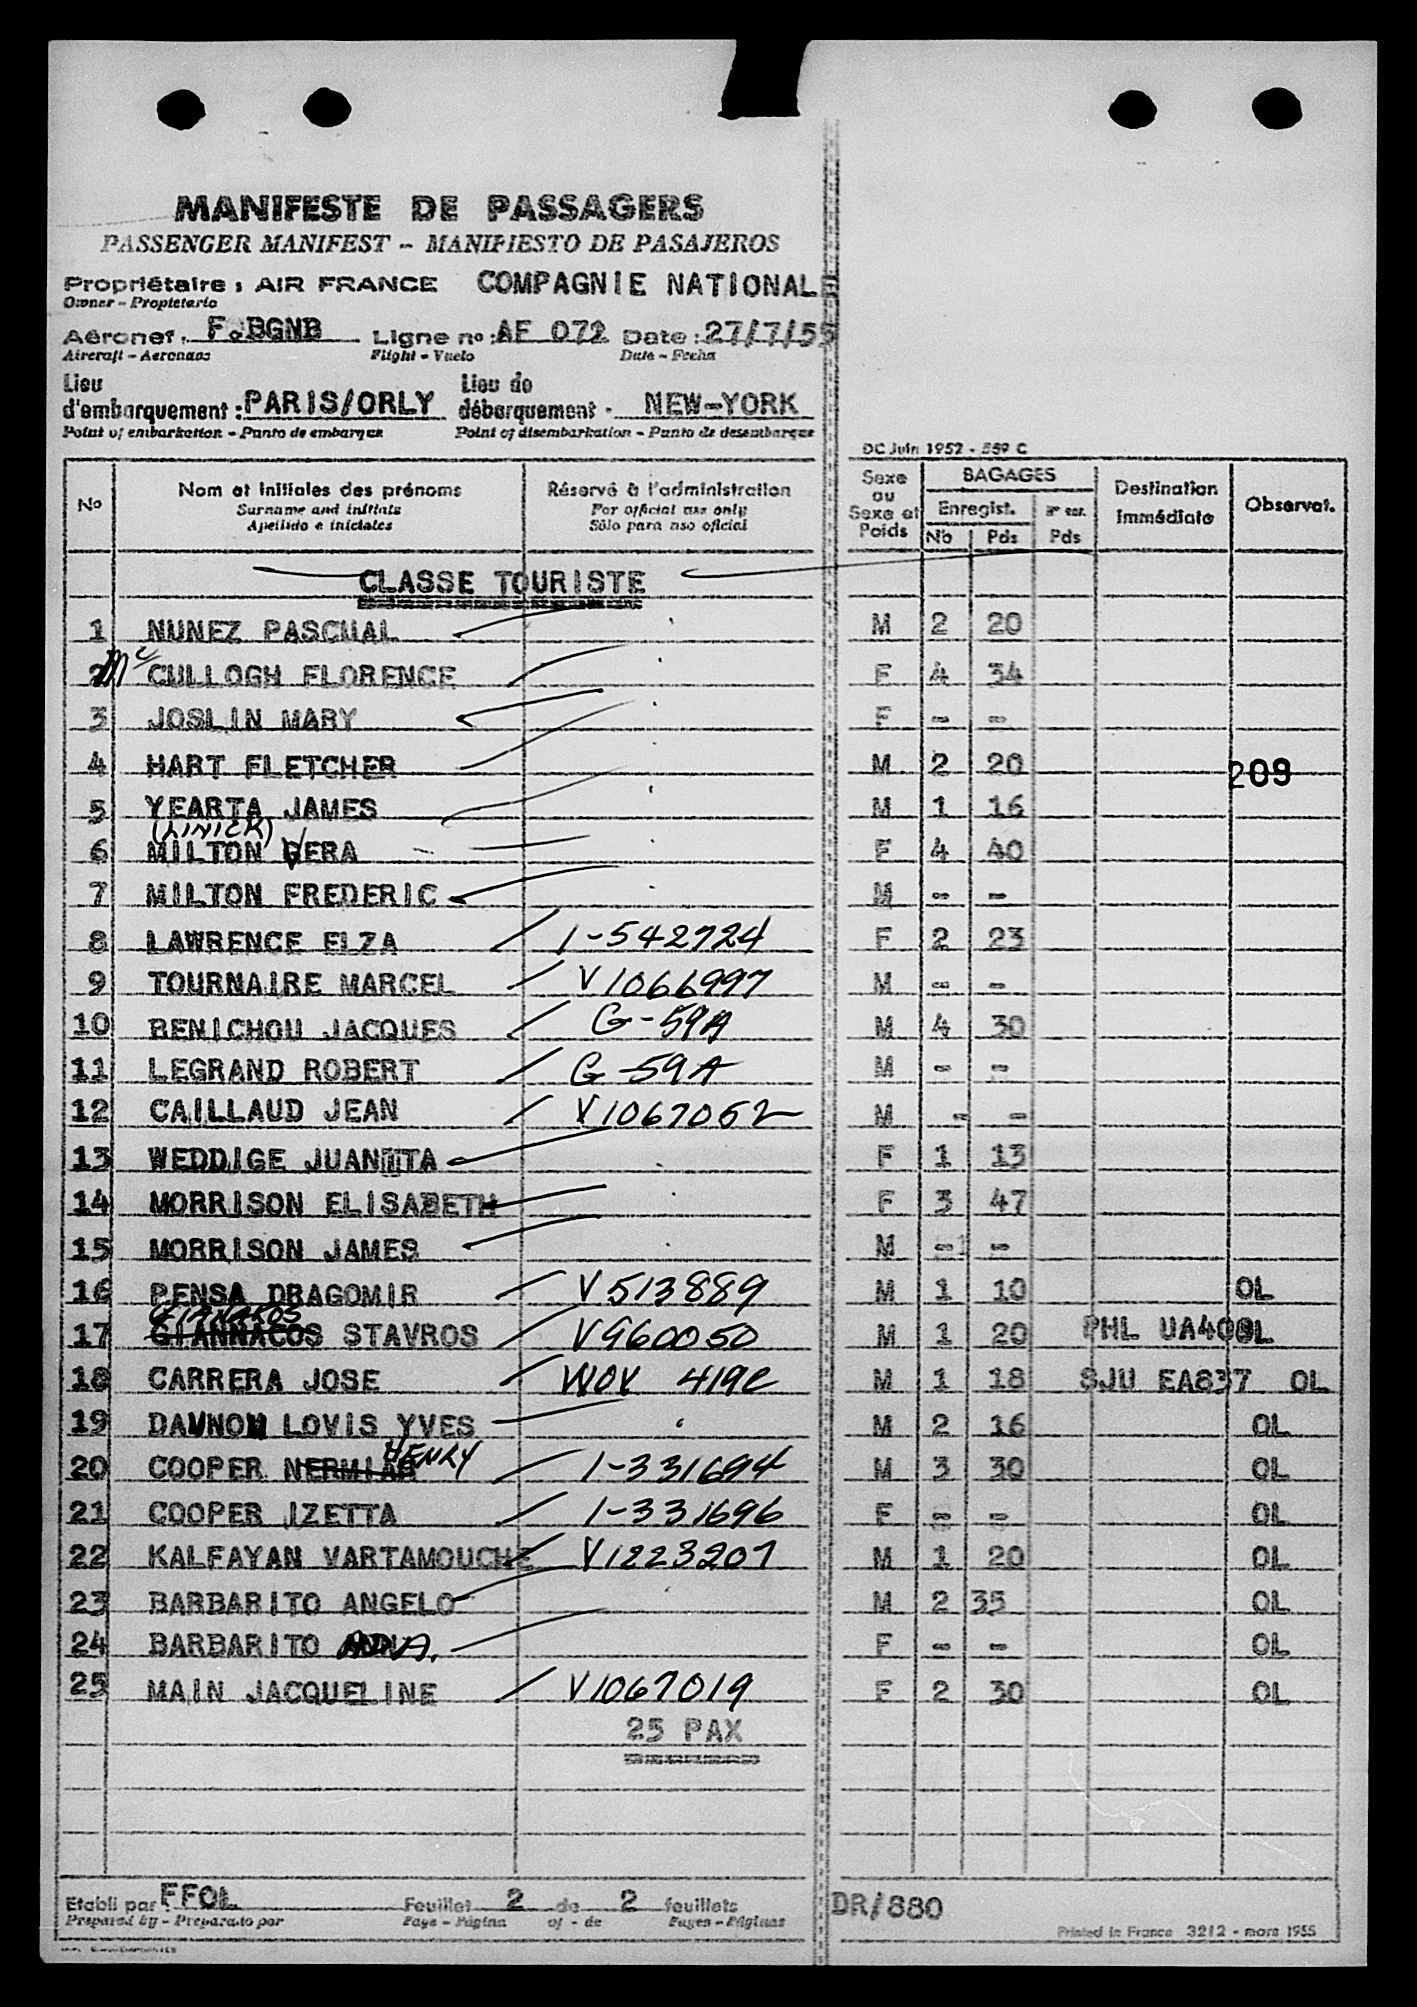 MANIFESTE DE PASSAGERS
PASSENGER MANIFEST - MANIFIESTO DE PASAJEROS
Propriétaire : AIR FRANCE COMPAGNIE NATIONALE
Owner - Propietario
Aéronef : F.BGNB Ligne no : AF 072 Date : 27/7/55
Aircraft - Aeronave Flight - Vuelo Date - Fecha
Lieu d'embarquement : PARIS/ORLY Lieu de débarquement : NEW-YORK
Point of embarkation - Punto de embarque Point of disembarkation - Punto de desembarque
DC Juin 1952 - 559 C
No Nom et initiales des prénoms Réservé à l'administration Sexe ou Sexe et Poids BAGAGES Destination immédiate Observat.
Surname and initials For official use only Enregist.
Apellido e iniciales Sólo para uso oficial Nb Pds Pds
CLASSE TOURISTE
1 NUNEZ PASCUAL M 2 20
2 Mc CULLOGH FLORENCE F 4 34
3 JOSLIN MARY F - -
4 HART FLETCHER M 2 20 209
5 YEARTA JAMES M 1 16
(LINICK)
6 MILTON VERA F 4 40
7 MILTON FREDERIC M - -
8 LAWRENCE ELZA 1-542724 F 2 23
9 TOURNAIRE MARCEL V1066997 M - -
10 BENICHOU JACQUES G-59A M 4 30
11 LEGRAND ROBERT G-59A M - -
12 CAILLAUD JEAN V1067052 M - -
13 WEDDIGE JUANITTA F 1 13
14 MORRISON ELISABETH F 3 47
15 MORRISON JAMES M - -
16 PENSA DRAGOMIR V513889 M 1 10 OL
17 GIANNACOS STAVROS V960050 M 1 20 PHL UA409 OL
18 CARRERA JOSE WOV 419C M 1 18 SJU EA837 OL
19 DAUNOU LOVIS YVES M 2 16 OL
20 COOPER HENRY 1-331694 M 3 30 OL
21 COOPER IZETTA 1-331696 F - - OL
22 KALFAYAN VARTAMOUCHE V1223207 M 1 20 OL
23 BARBARITO ANGELO M 2 35 OL
24 BARBARITO F - - OL
25 MAIN JACQUELINE V1067019 F 2 30 OL
25 PAX
Etabli par : FFOL Feuillet 2 de 2 feuillets DR/880
Prepared by - Preparado por Page - Página of - de Pages - Páginas
Printed in France 3212 - mars 1955